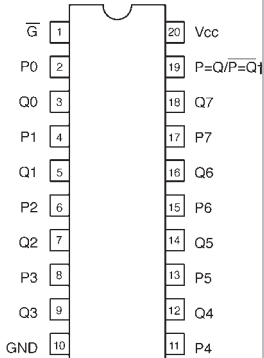 G̅ 1 20 Vcc
P0 2 19 P=Q/P̅=̅Q̅†
Q0 3 18 Q7
P1 4 17 P7
Q1 5 16 Q6
P2 6 15 P6
Q2 7 14 Q5
P3 8 13 P5
Q3 9 12 Q4
GND 10 11 P4